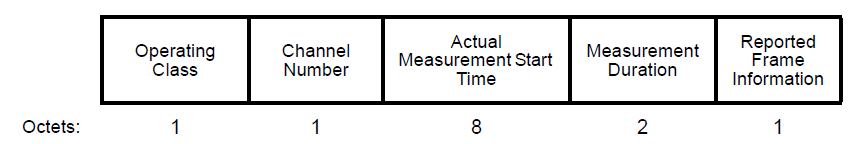 Operating
Class
Channel
Number
Actual
Measurement Start
Time
Measurement
Duration
Reported
Frame
Information
Octets: 1 1 8 2 1